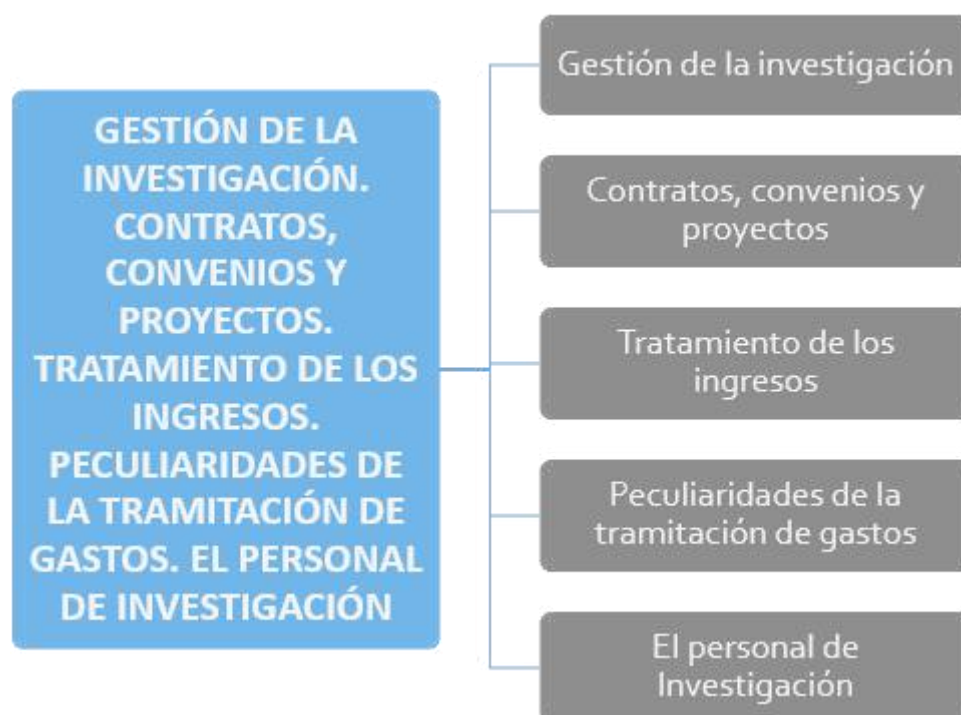 GESTIÓN DE LA
INVESTIGACIÓN.
CONTRATOS,
CONVENIOS Y
PROYECTOS.
TRATAMIENTO DE LOS
INGRESOS.
PECULIARIDADES DE
LA TRAMITACIÓN DE
GASTOS. EL PERSONAL
DE INVESTIGACIÓN
Gestión de la investigación
Contratos, convenios y
proyectos
Tratamiento de los
ingresos
Peculiaridades de la
tramitación de gastos
El personal de
Investigación